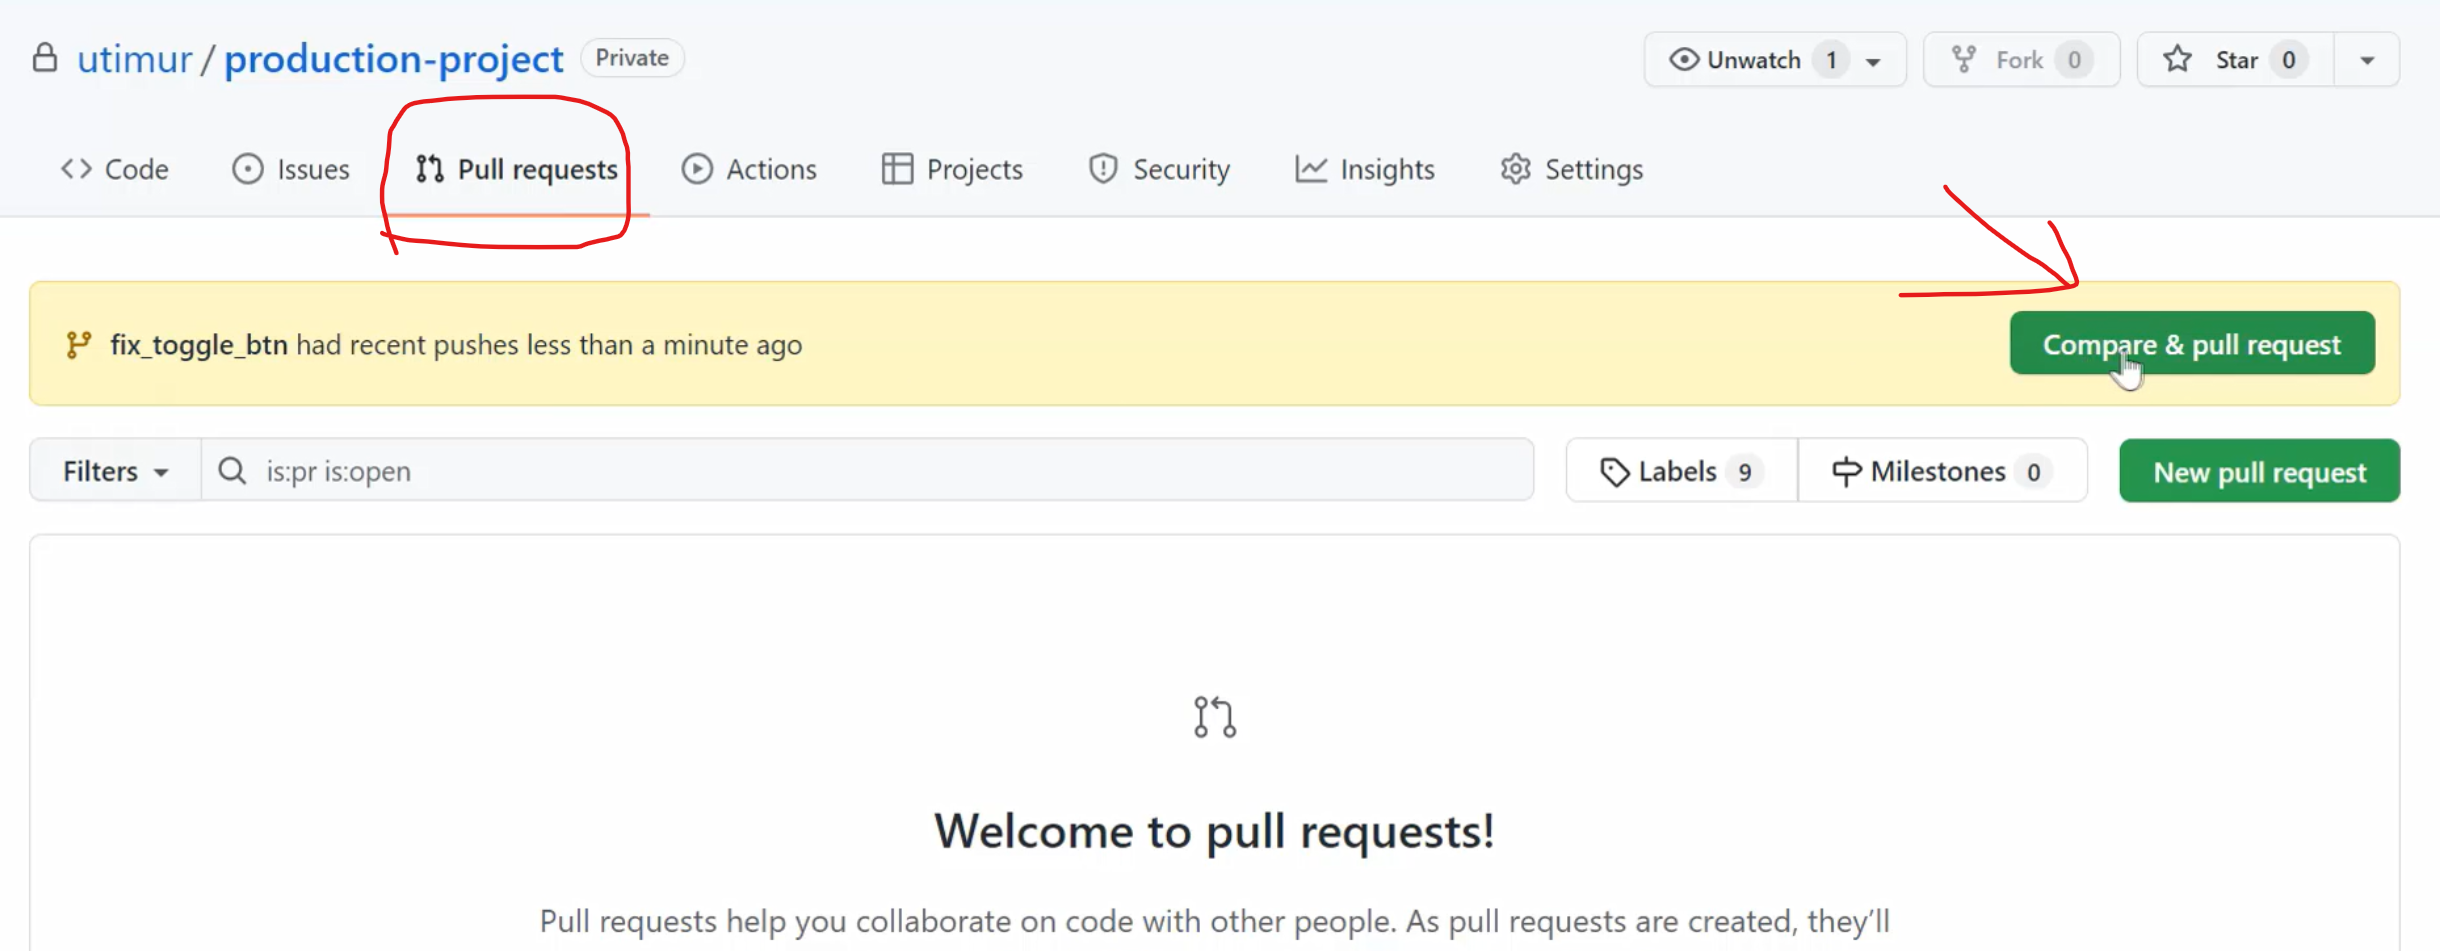 utimur / production-project Private Unwatch 1 Fork 0 Star 0
Code Issues Pull requests Actions Projects Security Insights Settings
fix_toggle_btn had recent pushes less than a minute ago Compare & pull request
Filters is:pr is:open Labels 9 Milestones 0 New pull request
Welcome to pull requests!
Pull requests help you collaborate on code with other people. As pull requests are created, they’ll